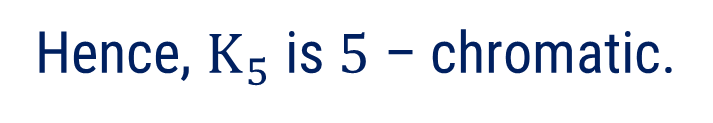 Hence, K₅ is 5 – chromatic.